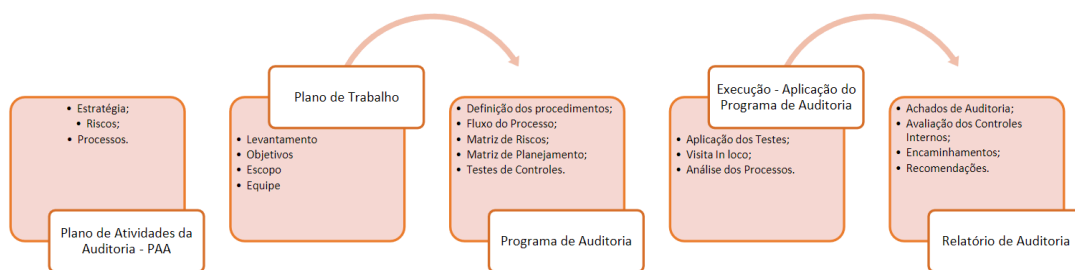 • Estratégia;
• Riscos;
• Processos.
Plano de Atividades da
Auditoria - PAA
Plano de Trabalho
• Levantamento
• Objetivos
• Escopo
• Equipe
• Definição dos procedimentos;
• Fluxo do Processo;
• Matriz de Riscos;
• Matriz de Planejamento;
• Testes de Controles.
Programa de Auditoria
Execução - Aplicação do
Programa de Auditoria
• Aplicação dos Testes;
• Visita In loco;
• Análise dos Processos.
• Achados de Auditoria;
• Avaliação dos Controles
Internos;
• Encaminhamentos;
• Recomendações.
Relatório de Auditoria